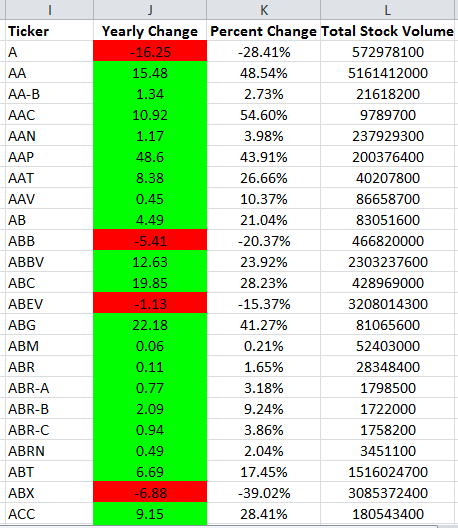 I J K L
Ticker Yearly Change Percent Change Total Stock Volume
A -16.25 -28.41% 572978100
AA 15.48 48.54% 5161412000
AA-B 1.34 2.73% 21618200
AAC 10.92 54.60% 9789700
AAN 1.17 3.98% 237929300
AAP 48.6 43.91% 200376400
AAT 8.38 26.66% 40207800
AAV 0.45 10.37% 86658700
AB 4.49 21.04% 83051600
ABB -5.41 -20.37% 466820000
ABBV 12.63 23.92% 2303237600
ABC 19.85 28.23% 428969000
ABEV -1.13 -15.37% 3208014300
ABG 22.18 41.27% 81065600
ABM 0.06 0.21% 52403000
ABR 0.11 1.65% 28348400
ABR-A 0.77 3.18% 1798500
ABR-B 2.09 9.24% 1722000
ABR-C 0.94 3.86% 1758200
ABRN 0.49 2.04% 3451100
ABT 6.69 17.45% 1516024700
ABX -6.88 -39.02% 3085372400
ACC 9.15 28.41% 180543400